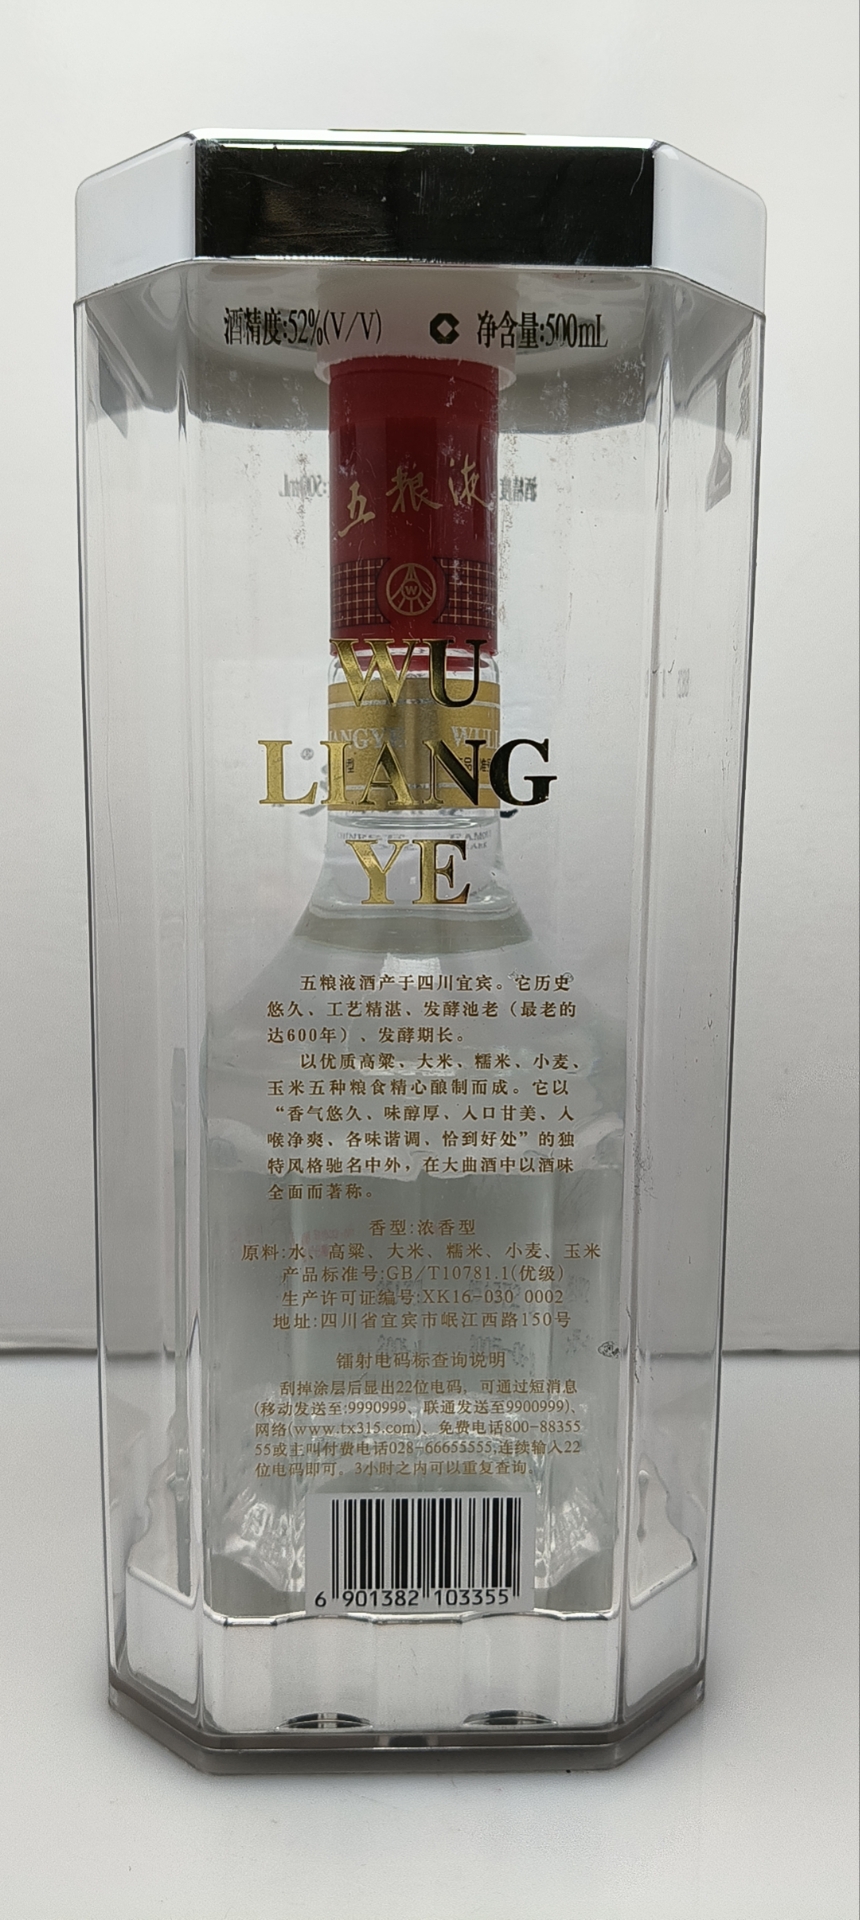 酒精度:52%(V/V) 净含量:500mL
五粮液
W
WU
LIANG
YE
五粮液酒产于四川宜宾。它历史
悠久、工艺精湛、发酵池老（最老的
达600年）、发酵期长。
以优质高粱、大米、糯米、小麦、
玉米五种粮食精心酿制而成。它以
“香气悠久、味醇厚、入口甘美、入
喉净爽、各味谐调、恰到好处”的独
特风格驰名中外，在大曲酒中以酒味
全面而著称。
香型:浓香型
原料:水、高粱、大米、糯米、小麦、玉米
产品标准号:GB/T10781.1(优级)
生产许可证编号:XK16-030 0002
地址:四川省宜宾市岷江西路150号
镭射电码标查询说明
刮掉涂层后显出22位电码，可通过短消息
(移动发送至:9990999、联通发送至9900999)、
网络(www.tx315.com)、免费电话800-88355
55或主叫付费电话028-66655555,连续输入22
位电码即可。3小时之内可以重复查询。
6 901382 103355